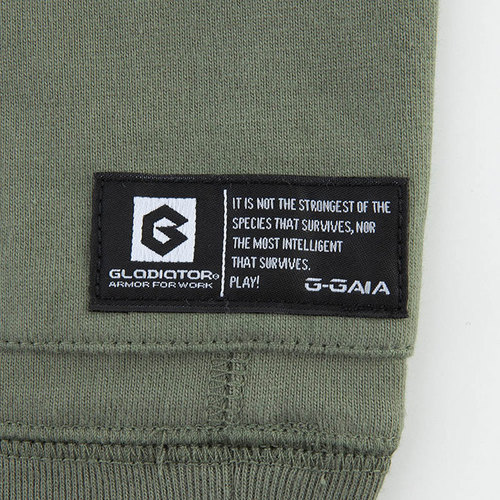 G
GLADIATOR®
ARMOR FOR WORK
IT IS NOT THE STRONGEST OF THE
SPECIES THAT SURVIVES, NOR
THE MOST INTELLIGENT
THAT SURVIVES.
PLAY!
G-GAIA